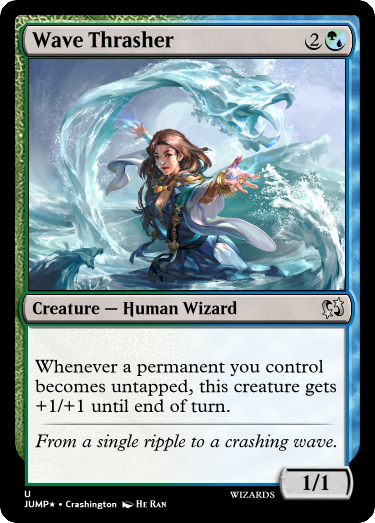 Wave Thrasher 2
Creature — Human Wizard
Whenever a permanent you control
becomes untapped, this creature gets
+1/+1 until end of turn.
From a single ripple to a crashing wave.
1/1
U
JUMP★ • Crashington HE RAN
WIZARDS